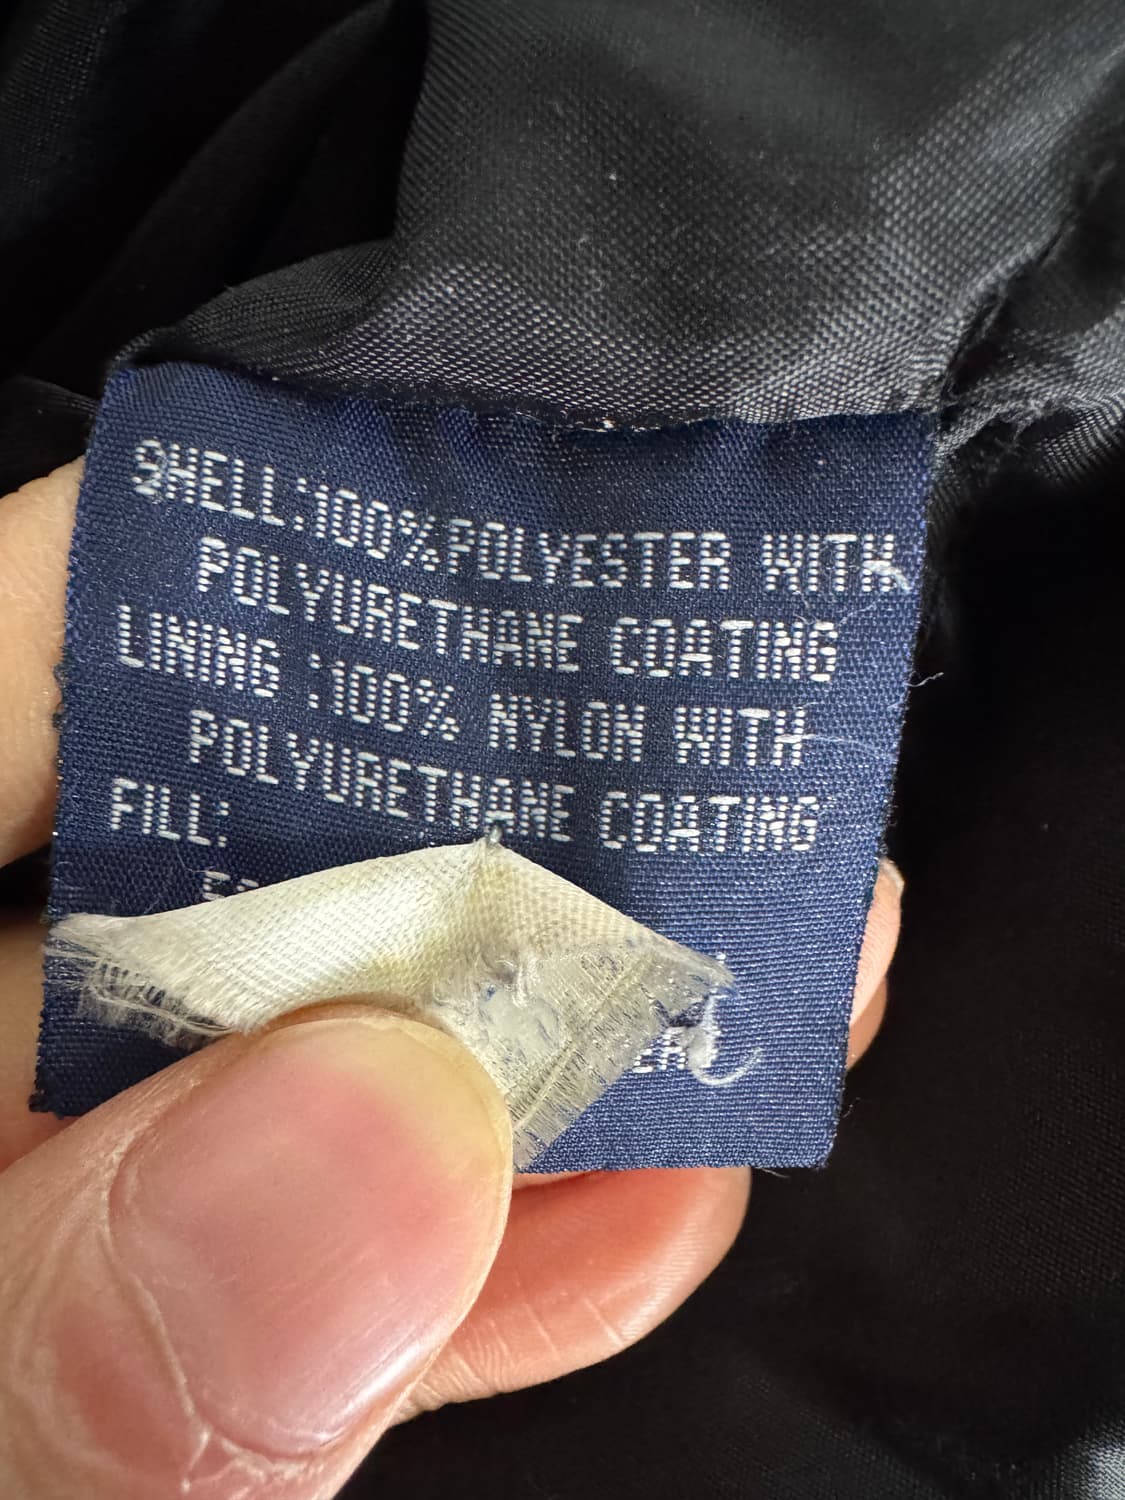 SHELL:100%POLYESTER WITH
POLYURETHANE COATING
LINING :100% NYLON WITH
POLYURETHANE COATING
FILL: